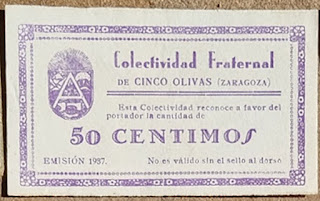 Colectividad Fraternal
DE CINCO OLIVAS (ZARAGOZA)
Esta Colectividad reconoce a favor del
portador la cantidad de
50 CENTIMOS
EMISIÓN 1937. No es válido sin el sello al dorso